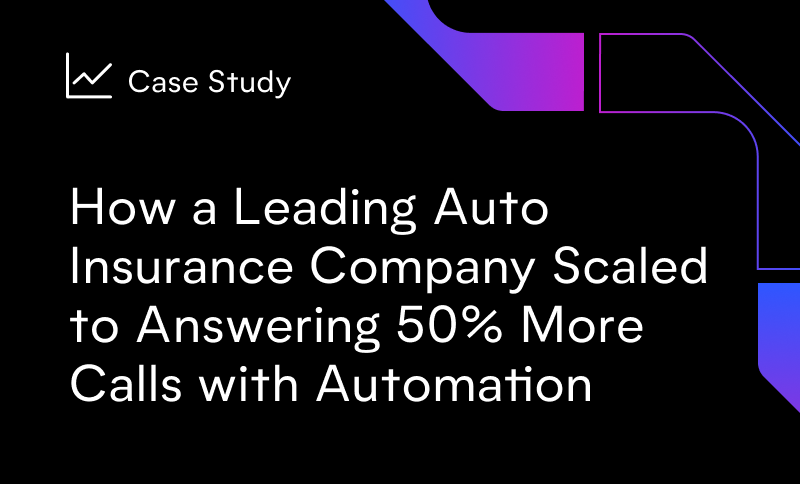 Case Study
How a Leading Auto
Insurance Company Scaled
to Answering 50% More
Calls with Automation